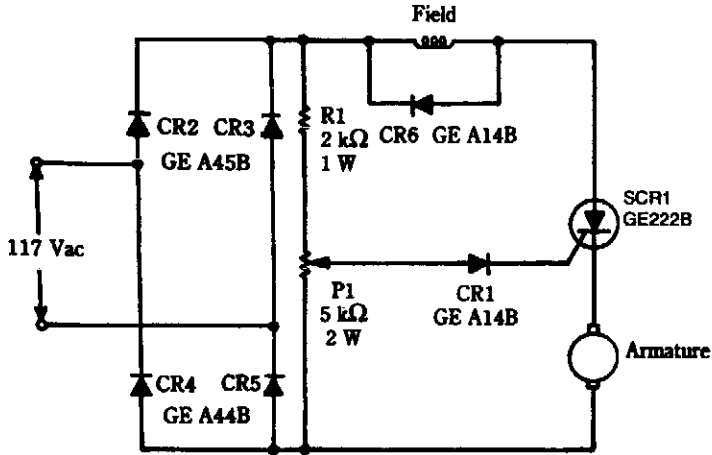 Field
R1
2 kΩ
1 W
CR2
CR3
GE A45B
CR6 GE A14B
SCR1
GE222B
117 Vac
P1
5 kΩ
2 W
CR1
GE A14B
Armature
CR4
CR5
GE A44B